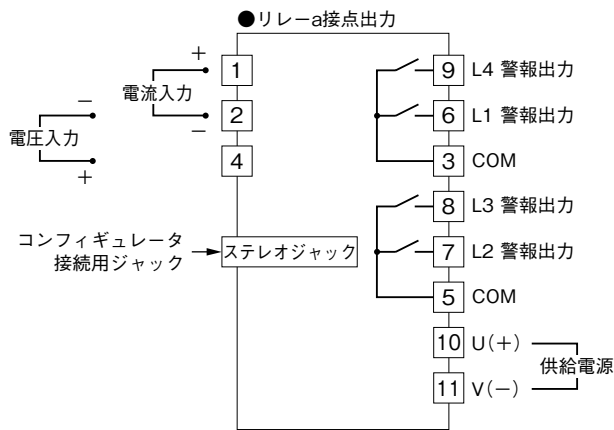 ●リレーa接点出力
+
電流入力
−
−
電圧入力
+
1
2
4
コンフィギュレータ
接続用ジャック
ステレオジャック
9 L4 警報出力
6 L1 警報出力
3 COM
8 L3 警報出力
7 L2 警報出力
5 COM
10 U(+)
11 V(−)
供給電源